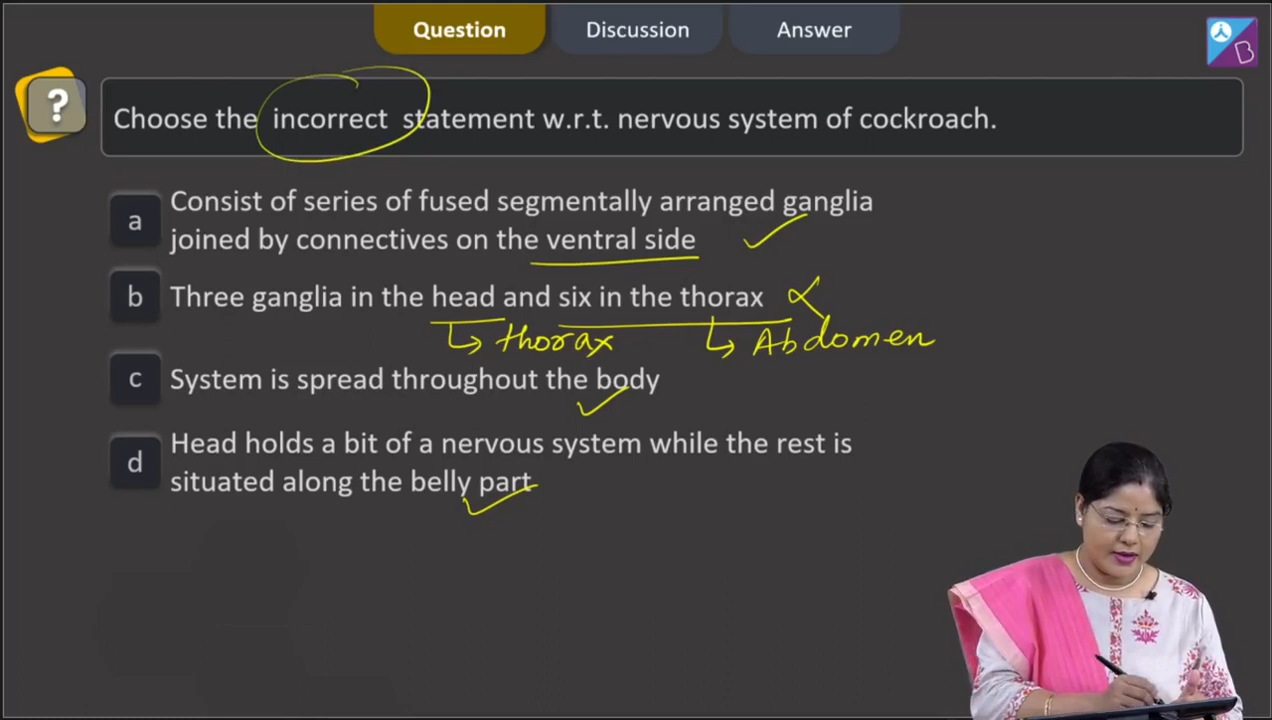 Question Discussion Answer
B
?
Choose the incorrect statement w.r.t. nervous system of cockroach.
a Consist of series of fused segmentally arranged ganglia
joined by connectives on the ventral side
b Three ganglia in the head and six in the thorax
thorax Abdomen
c System is spread throughout the body
d Head holds a bit of a nervous system while the rest is
situated along the belly part